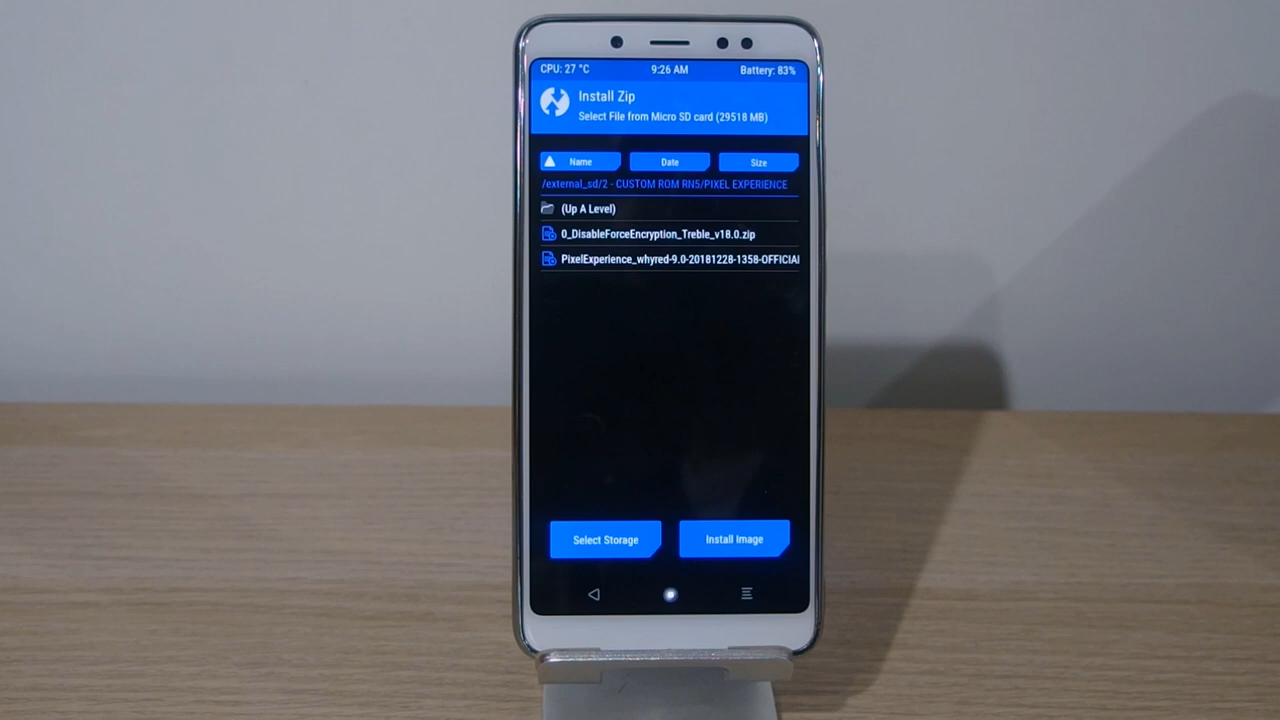 CPU: 27 °C 9:26 AM Battery: 83%
Install Zip
Select File from Micro SD card (29518 MB)
Name Date Size
/external_sd/2 - CUSTOM ROM RN5/PIXEL EXPERIENCE
(Up A Level)
0_DisableForceEncryption_Treble_v18.0.zip
PixelExperience_whyred-9.0-20181228-1358-OFFICIAL
Select Storage Install Image